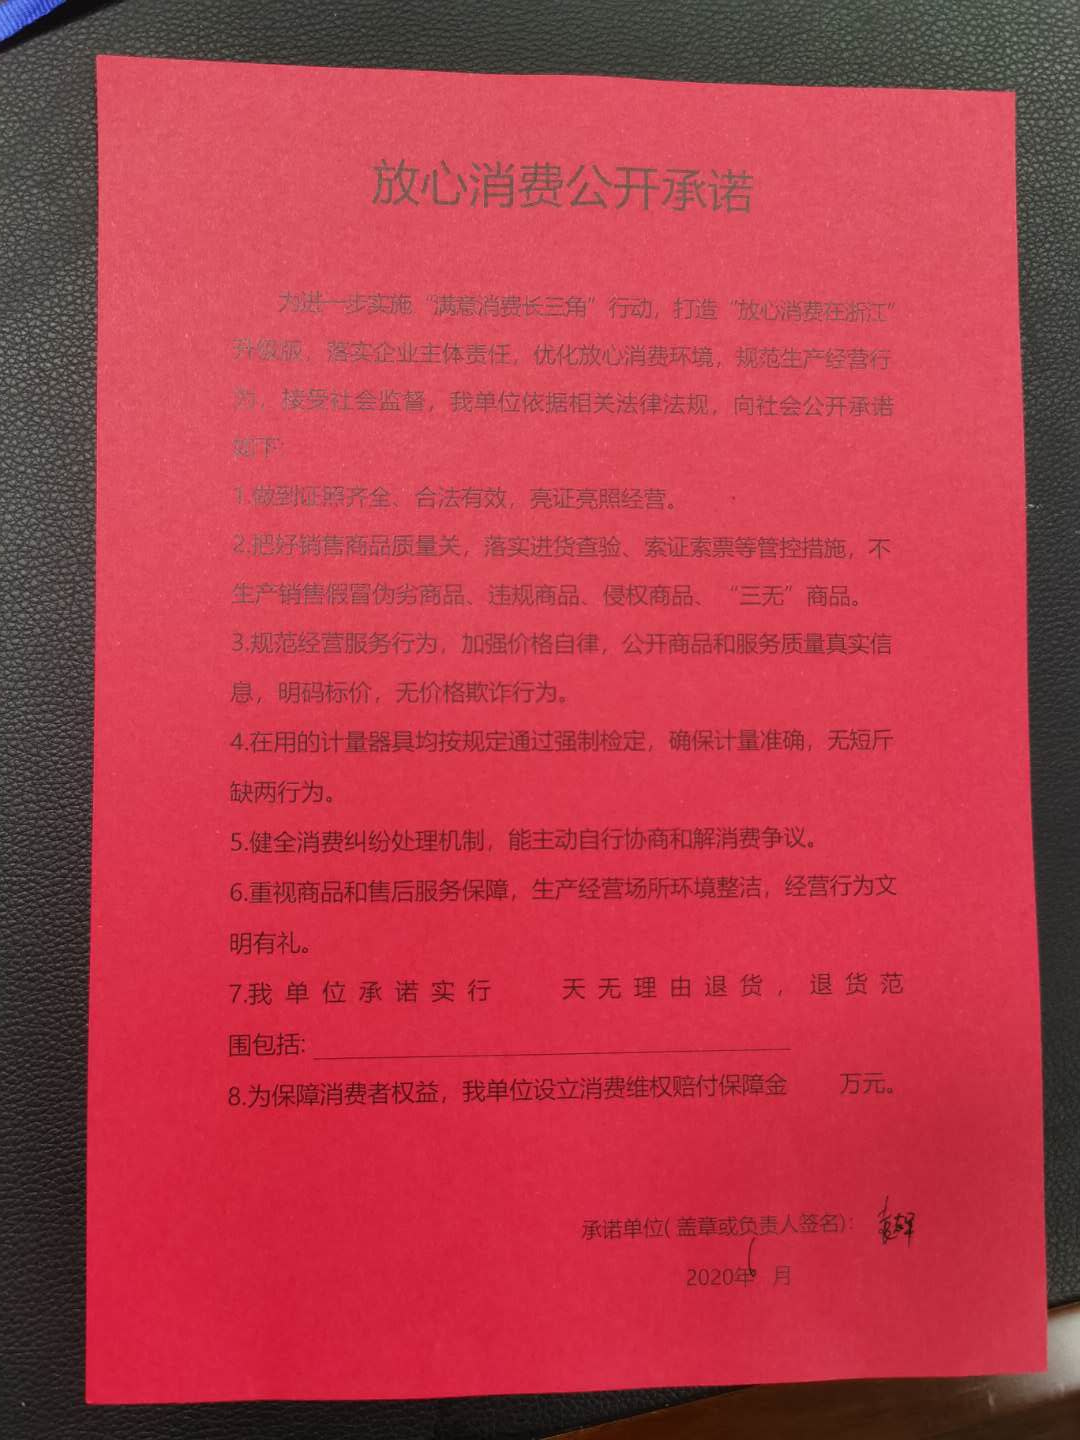 放心消费公开承诺
为进一步实施“满意消费长三角”行动，打造“放心消费在浙江”
升级版，落实企业主体责任，优化放心消费环境，规范生产经营行
为，接受社会监督，我单位依据相关法律法规，向社会公开承诺
如下：
1.做到证照齐全、合法有效，亮证亮照经营。
2.把好销售商品质量关，落实进货查验、索证索票等管控措施，不
生产销售假冒伪劣商品、违规商品、侵权商品、“三无”商品。
3.规范经营服务行为，加强价格自律，公开商品和服务质量真实信
息，明码标价，无价格欺诈行为。
4.在用的计量器具均按规定通过强制检定，确保计量准确，无短斤
缺两行为。
5.健全消费纠纷处理机制，能主动自行协商和解消费争议。
6.重视商品和售后服务保障，生产经营场所环境整洁，经营行为文
明有礼。
7.我单位承诺实行 天无理由退货，退货范
围包括:
8.为保障消费者权益，我单位设立消费维权赔付保障金 万元。
承诺单位(盖章或负责人签名):
2020年6月